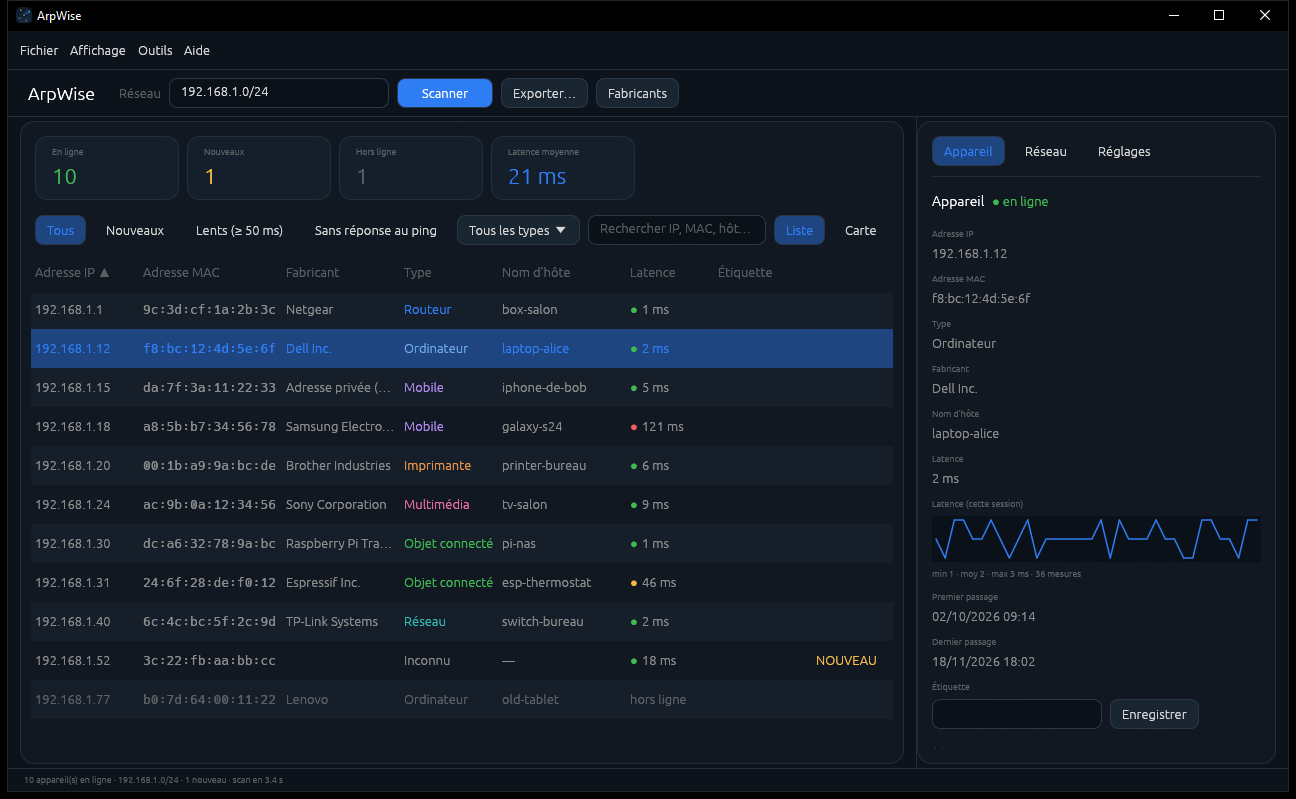 ArpWise
Fichier Affichage Outils Aide
ArpWise Réseau 192.168.1.0/24 Scanner Exporter... Fabricants
En ligne Nouveaux Hors ligne Latence moyenne
10 1 1 21 ms
Tous Nouveaux Lents (≥ 50 ms) Sans réponse au ping Tous les types ▼ Rechercher IP, MAC, hôt... Liste Carte
Adresse IP ▲ Adresse MAC Fabricant Type Nom d'hôte Latence Étiquette
192.168.1.1 9c:3d:cf:1a:2b:3c Netgear Routeur box-salon ● 1 ms
192.168.1.12 f8:bc:12:4d:5e:6f Dell Inc. Ordinateur laptop-alice ● 2 ms
192.168.1.15 da:7f:3a:11:22:33 Adresse privée (... Mobile iphone-de-bob ● 5 ms
192.168.1.18 a8:5b:b7:34:56:78 Samsung Electro... Mobile galaxy-s24 ● 121 ms
192.168.1.20 00:1b:a9:9a:bc:de Brother Industries Imprimante printer-bureau ● 6 ms
192.168.1.24 ac:9b:0a:12:34:56 Sony Corporation Multimédia tv-salon ● 9 ms
192.168.1.30 dc:a6:32:78:9a:bc Raspberry Pi Tra... Objet connecté pi-nas ● 1 ms
192.168.1.31 24:6f:28:de:f0:12 Espressif Inc. Objet connecté esp-thermostat ● 46 ms
192.168.1.40 6c:4c:bc:5f:2c:9d TP-Link Systems Réseau switch-bureau ● 2 ms
192.168.1.52 3c:22:fb:aa:bb:cc Inconnu — ● 18 ms NOUVEAU
192.168.1.77 b0:7d:64:00:11:22 Lenovo Ordinateur old-tablet hors ligne
Appareil Réseau Réglages
Appareil ● en ligne
Adresse IP
192.168.1.12
Adresse MAC
f8:bc:12:4d:5e:6f
Type
Ordinateur
Fabricant
Dell Inc.
Nom d'hôte
laptop-alice
Latence
2 ms
Latence (cette session)
min 1 · moy 2 · max 3 ms · 36 mesures
Premier passage
02/10/2026 09:14
Dernier passage
18/11/2026 18:02
Étiquette
Enregistrer
10 appareil(s) en ligne · 192.168.1.0/24 · 1 nouveau · scan en 3.4 s